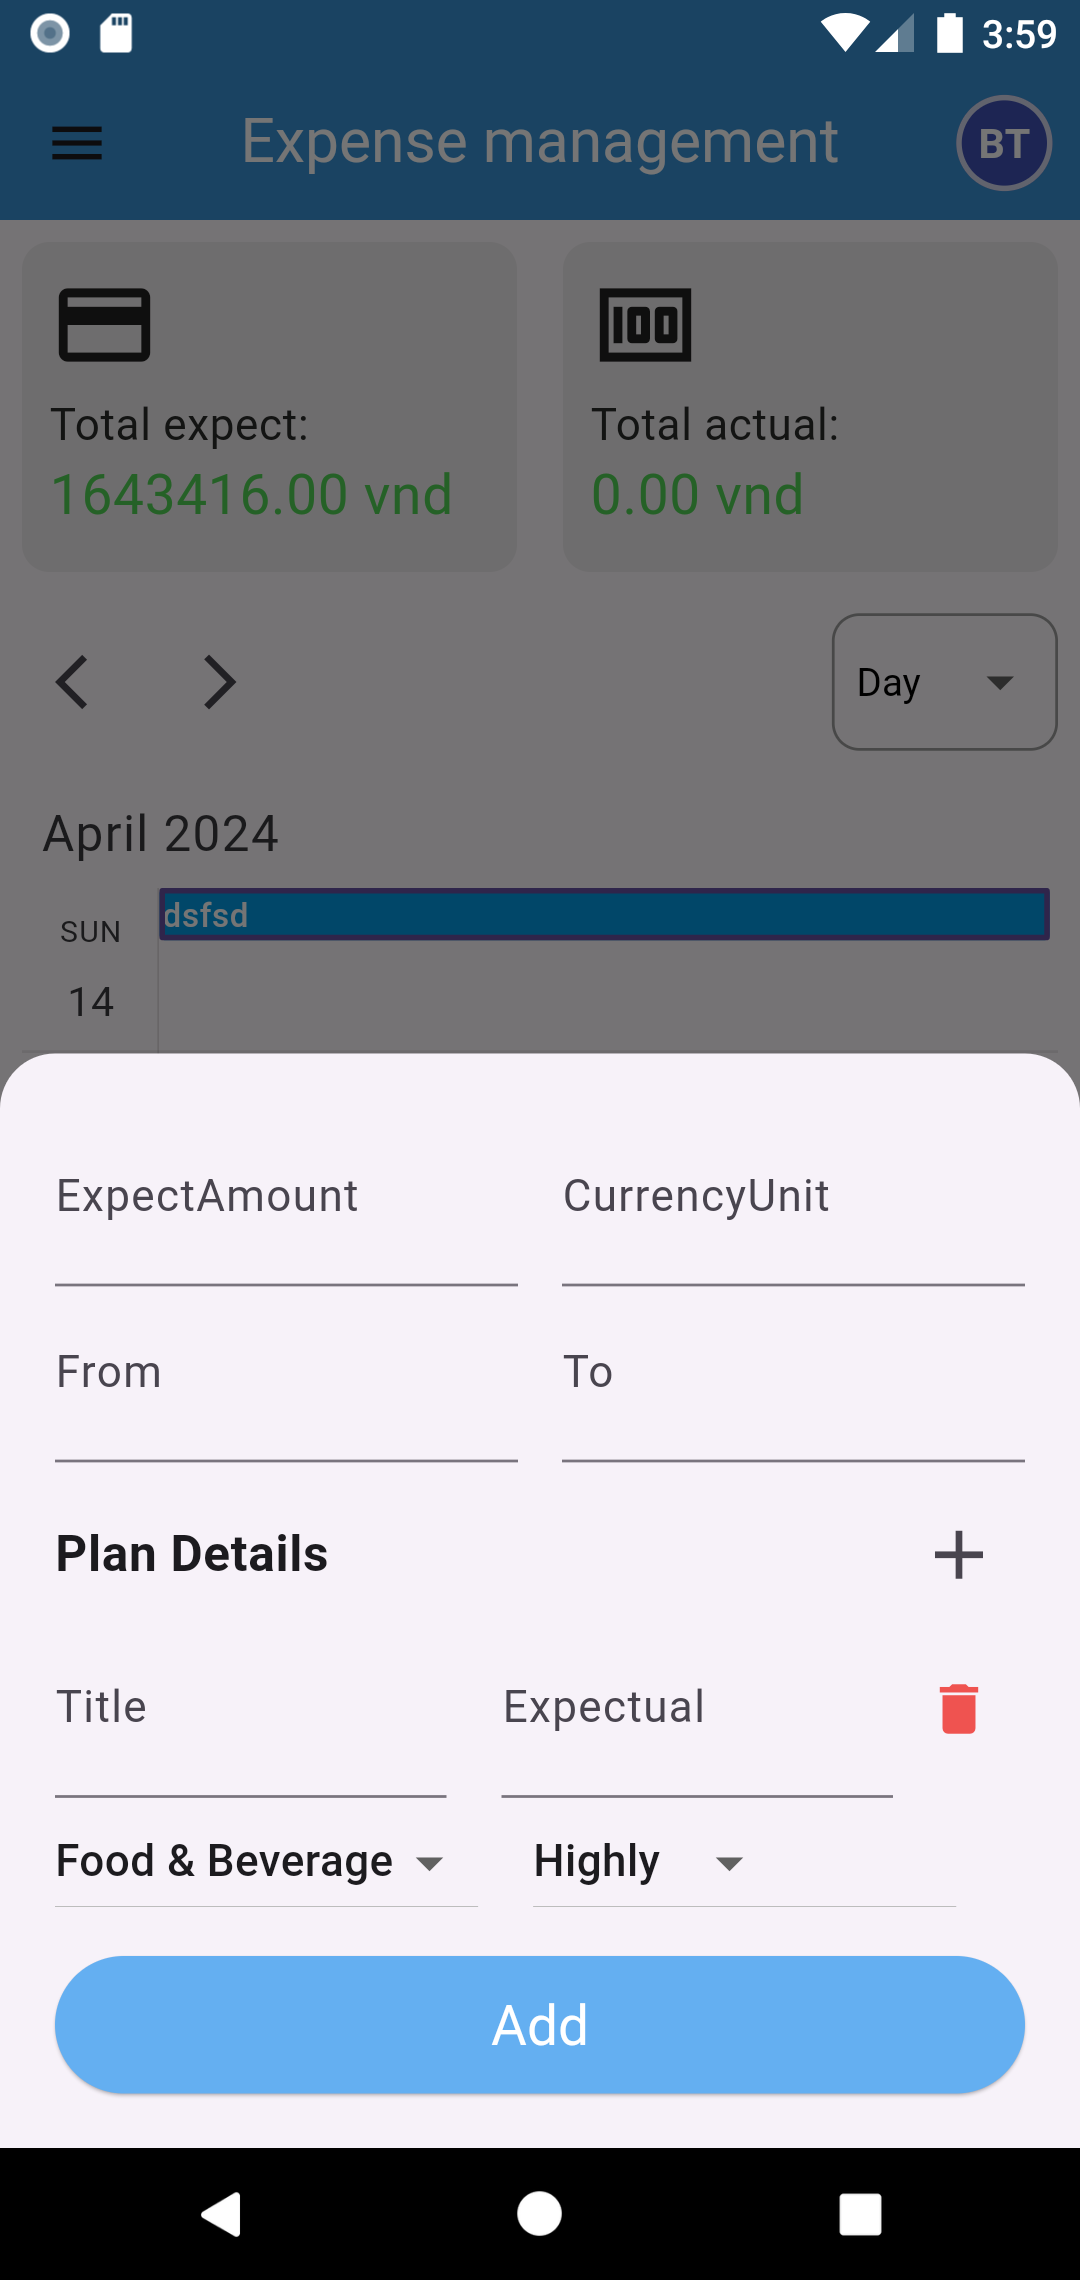 3:59
Expense management
BT
100
Total expect:
Total actual:
1643416.00 vnd
0.00 vnd
Day
April 2024
dsfsd
SUN
14
ExpectAmount
CurrencyUnit
From
To
Plan Details
Title
Expectual
Food & Beverage
Highly
Add